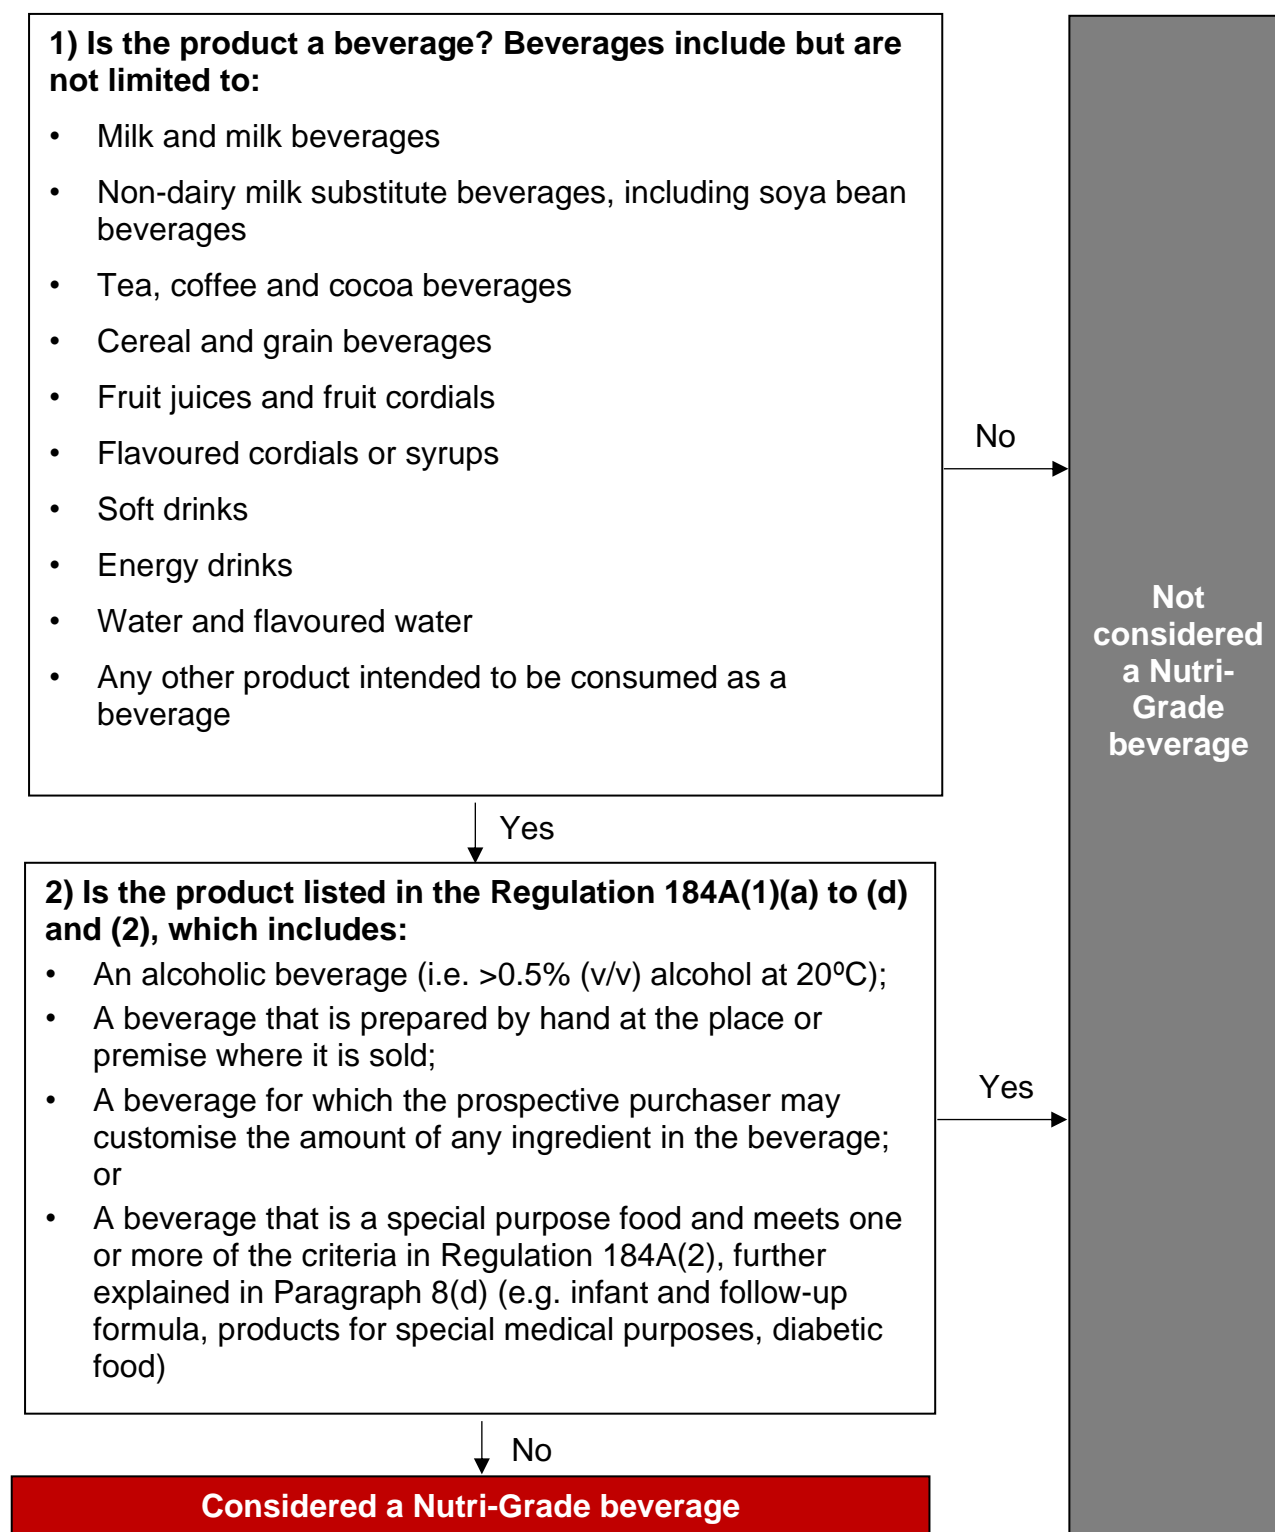 1) Is the product a beverage? Beverages include but are
not limited to:
• Milk and milk beverages
• Non-dairy milk substitute beverages, including soya bean
beverages
• Tea, coffee and cocoa beverages
• Cereal and grain beverages
• Fruit juices and fruit cordials
• Flavoured cordials or syrups
• Soft drinks
• Energy drinks
• Water and flavoured water
• Any other product intended to be consumed as a
beverage
No
Not
considered
a Nutri-
Grade
beverage
Yes
2) Is the product listed in the Regulation 184A(1)(a) to (d)
and (2), which includes:
• An alcoholic beverage (i.e. >0.5% (v/v) alcohol at 20ºC);
• A beverage that is prepared by hand at the place or
premise where it is sold;
• A beverage for which the prospective purchaser may
customise the amount of any ingredient in the beverage;
or
• A beverage that is a special purpose food and meets one
or more of the criteria in Regulation 184A(2), further
explained in Paragraph 8(d) (e.g. infant and follow-up
formula, products for special medical purposes, diabetic
food)
Yes
No
Considered a Nutri-Grade beverage